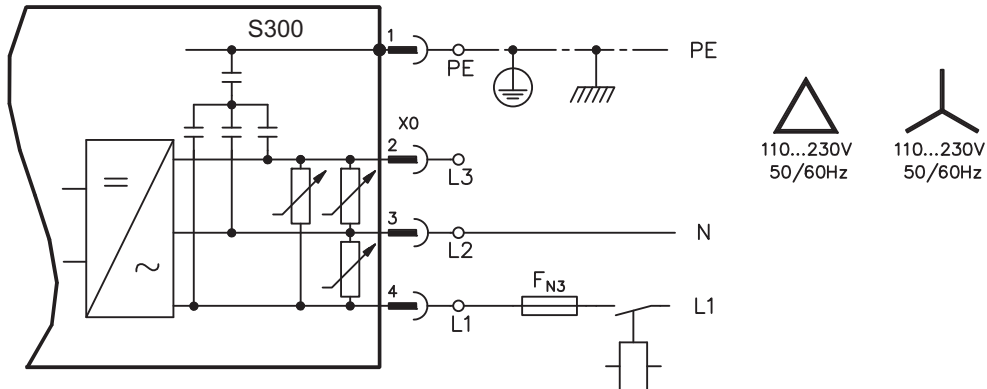 S300
1
PE
PE
X0
2
L3
3
L2
N
4
L1
F N3
L1
110...230V
50/60Hz
110...230V
50/60Hz